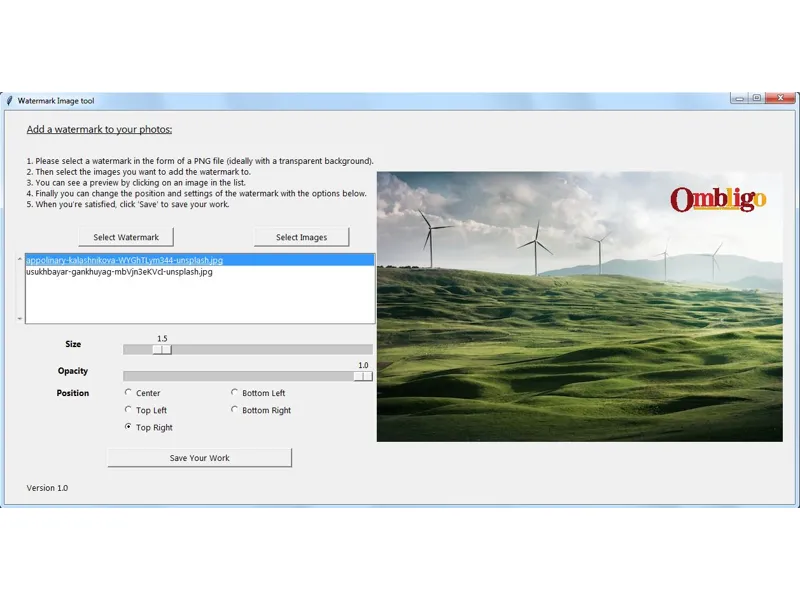 Watermark Image tool
Add a watermark to your photos:
1. Please select a watermark in the form of a PNG file (ideally with a transparent background).
2. Then select the images you want to add the watermark to.
3. You can see a preview by clicking on an image in the list.
4. Finally you can change the position and settings of the watermark with the options below.
5. When you're satisfied, click 'Save' to save your work.
Select Watermark
Select Images
appolinary-kalashnikova-WYGhTLym344-unsplash.jpg
usukhbayar-gankhuyag-mbVjn3eKVcI-unsplash.jpg
Size
1.5
Opacity
1.0
Position
Center
Bottom Left
Top Left
Bottom Right
Top Right
Save Your Work
Version 1.0
Ombligo